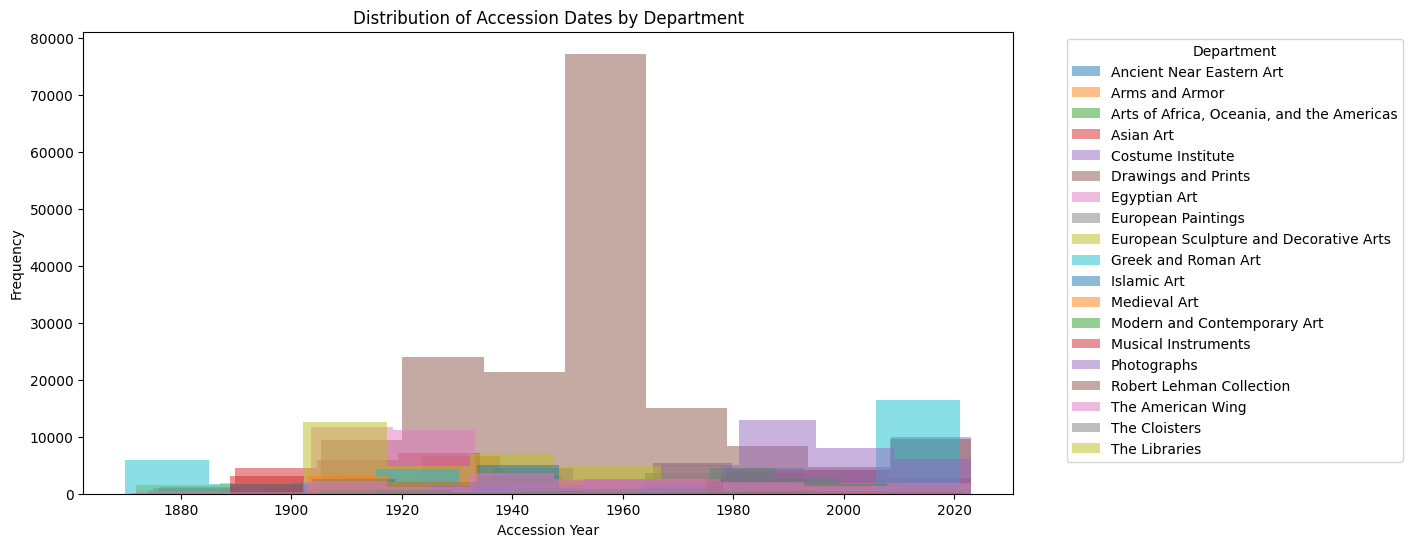 Distribution of Accession Dates by Department
Frequency
80000
70000
60000
50000
40000
30000
20000
10000
0
1880 1900 1920 1940 1960 1980 2000 2020
Accession Year
Department
Ancient Near Eastern Art
Arms and Armor
Arts of Africa, Oceania, and the Americas
Asian Art
Costume Institute
Drawings and Prints
Egyptian Art
European Paintings
European Sculpture and Decorative Arts
Greek and Roman Art
Islamic Art
Medieval Art
Modern and Contemporary Art
Musical Instruments
Photographs
Robert Lehman Collection
The American Wing
The Cloisters
The Libraries